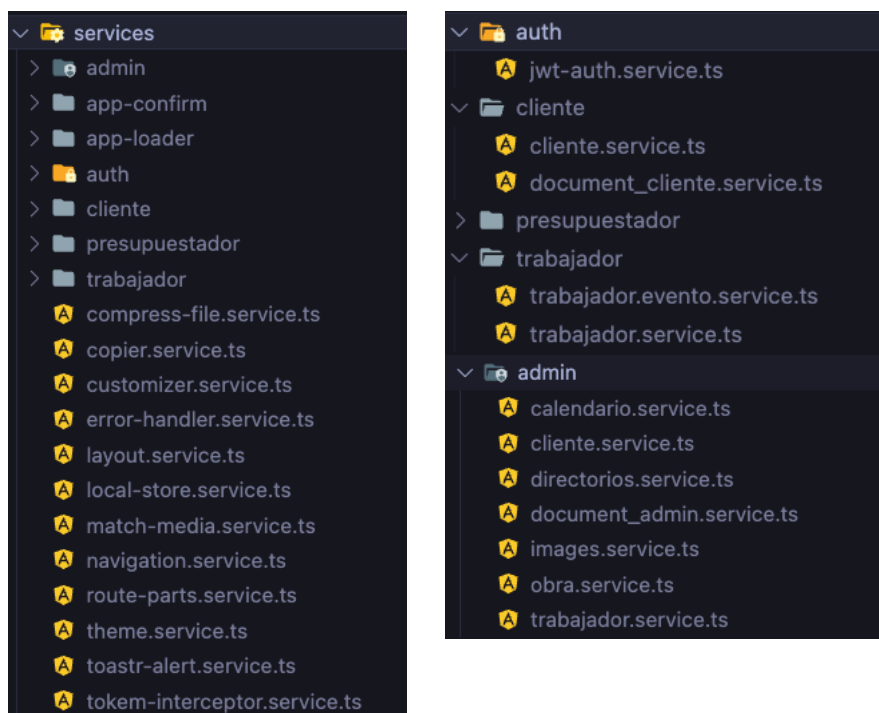 services
admin
app-confirm
app-loader
auth
cliente
presupuestador
trabajador
compress-file.service.ts
copier.service.ts
customizer.service.ts
error-handler.service.ts
layout.service.ts
local-store.service.ts
match-media.service.ts
navigation.service.ts
route-parts.service.ts
theme.service.ts
toastr-alert.service.ts
tokem-interceptor.service.ts
auth
jwt-auth.service.ts
cliente
cliente.service.ts
document_cliente.service.ts
presupuestador
trabajador
trabajador.evento.service.ts
trabajador.service.ts
admin
calendario.service.ts
cliente.service.ts
directorios.service.ts
document_admin.service.ts
images.service.ts
obra.service.ts
trabajador.service.ts